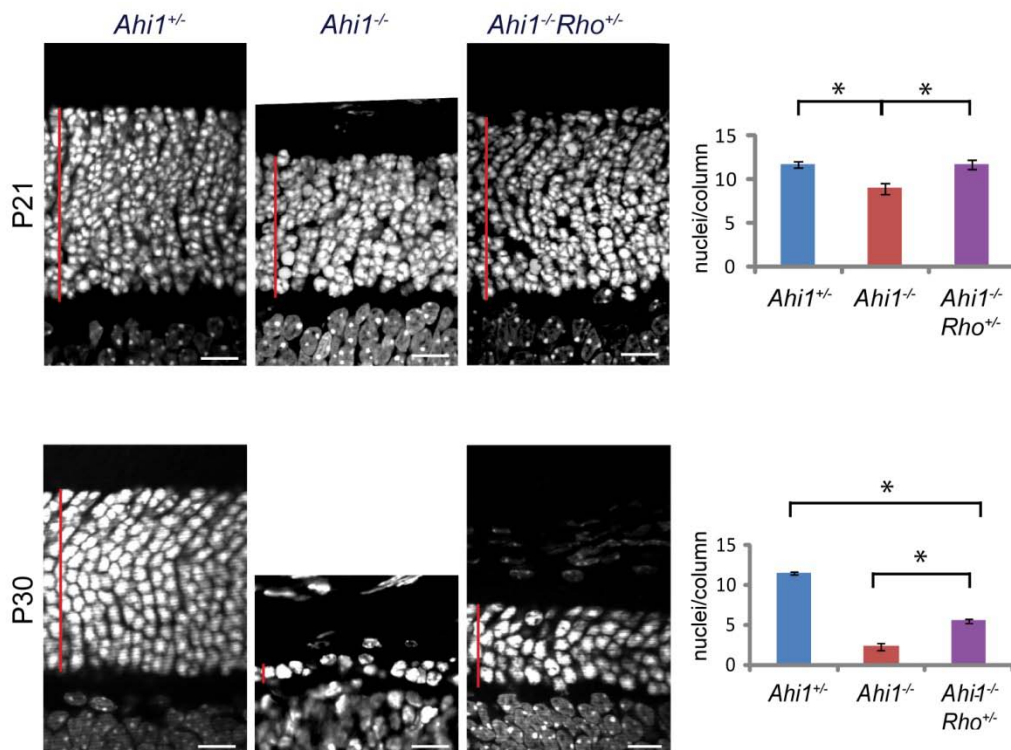 Ahi1+/- Ahi1-/- Ahi1-/-Rho+/-
P21
*
*
nuclei/column
15
10
5
0
Ahi1+/- Ahi1-/- Ahi1-/-
Rho+/-
P30
*
*
nuclei/column
15
10
5
0
Ahi1+/- Ahi1-/- Ahi1-/-
Rho+/-